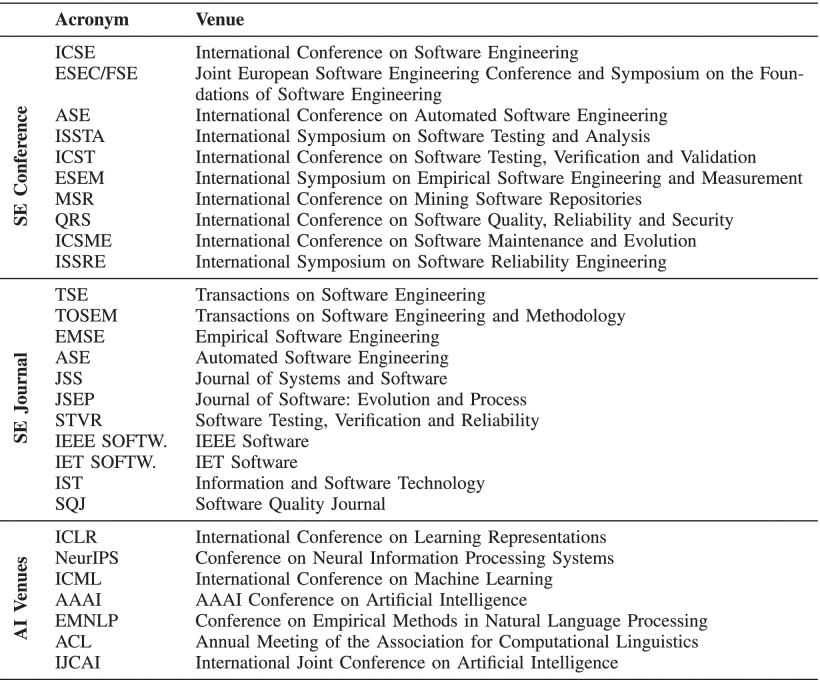 Acronym Venue
SE Conference
ICSE International Conference on Software Engineering
ESEC/FSE Joint European Software Engineering Conference and Symposium on the Foun-
dations of Software Engineering
ASE International Conference on Automated Software Engineering
ISSTA International Symposium on Software Testing and Analysis
ICST International Conference on Software Testing, Verification and Validation
ESEM International Symposium on Empirical Software Engineering and Measurement
MSR International Conference on Mining Software Repositories
QRS International Conference on Software Quality, Reliability and Security
ICSME International Conference on Software Maintenance and Evolution
ISSRE International Symposium on Software Reliability Engineering
SE Journal
TSE Transactions on Software Engineering
TOSEM Transactions on Software Engineering and Methodology
EMSE Empirical Software Engineering
ASE Automated Software Engineering
JSS Journal of Systems and Software
JSEP Journal of Software: Evolution and Process
STVR Software Testing, Verification and Reliability
IEEE SOFTW. IEEE Software
IET SOFTW. IET Software
IST Information and Software Technology
SQJ Software Quality Journal
AI Venues
ICLR International Conference on Learning Representations
NeurIPS Conference on Neural Information Processing Systems
ICML International Conference on Machine Learning
AAAI AAAI Conference on Artificial Intelligence
EMNLP Conference on Empirical Methods in Natural Language Processing
ACL Annual Meeting of the Association for Computational Linguistics
IJCAI International Joint Conference on Artificial Intelligence